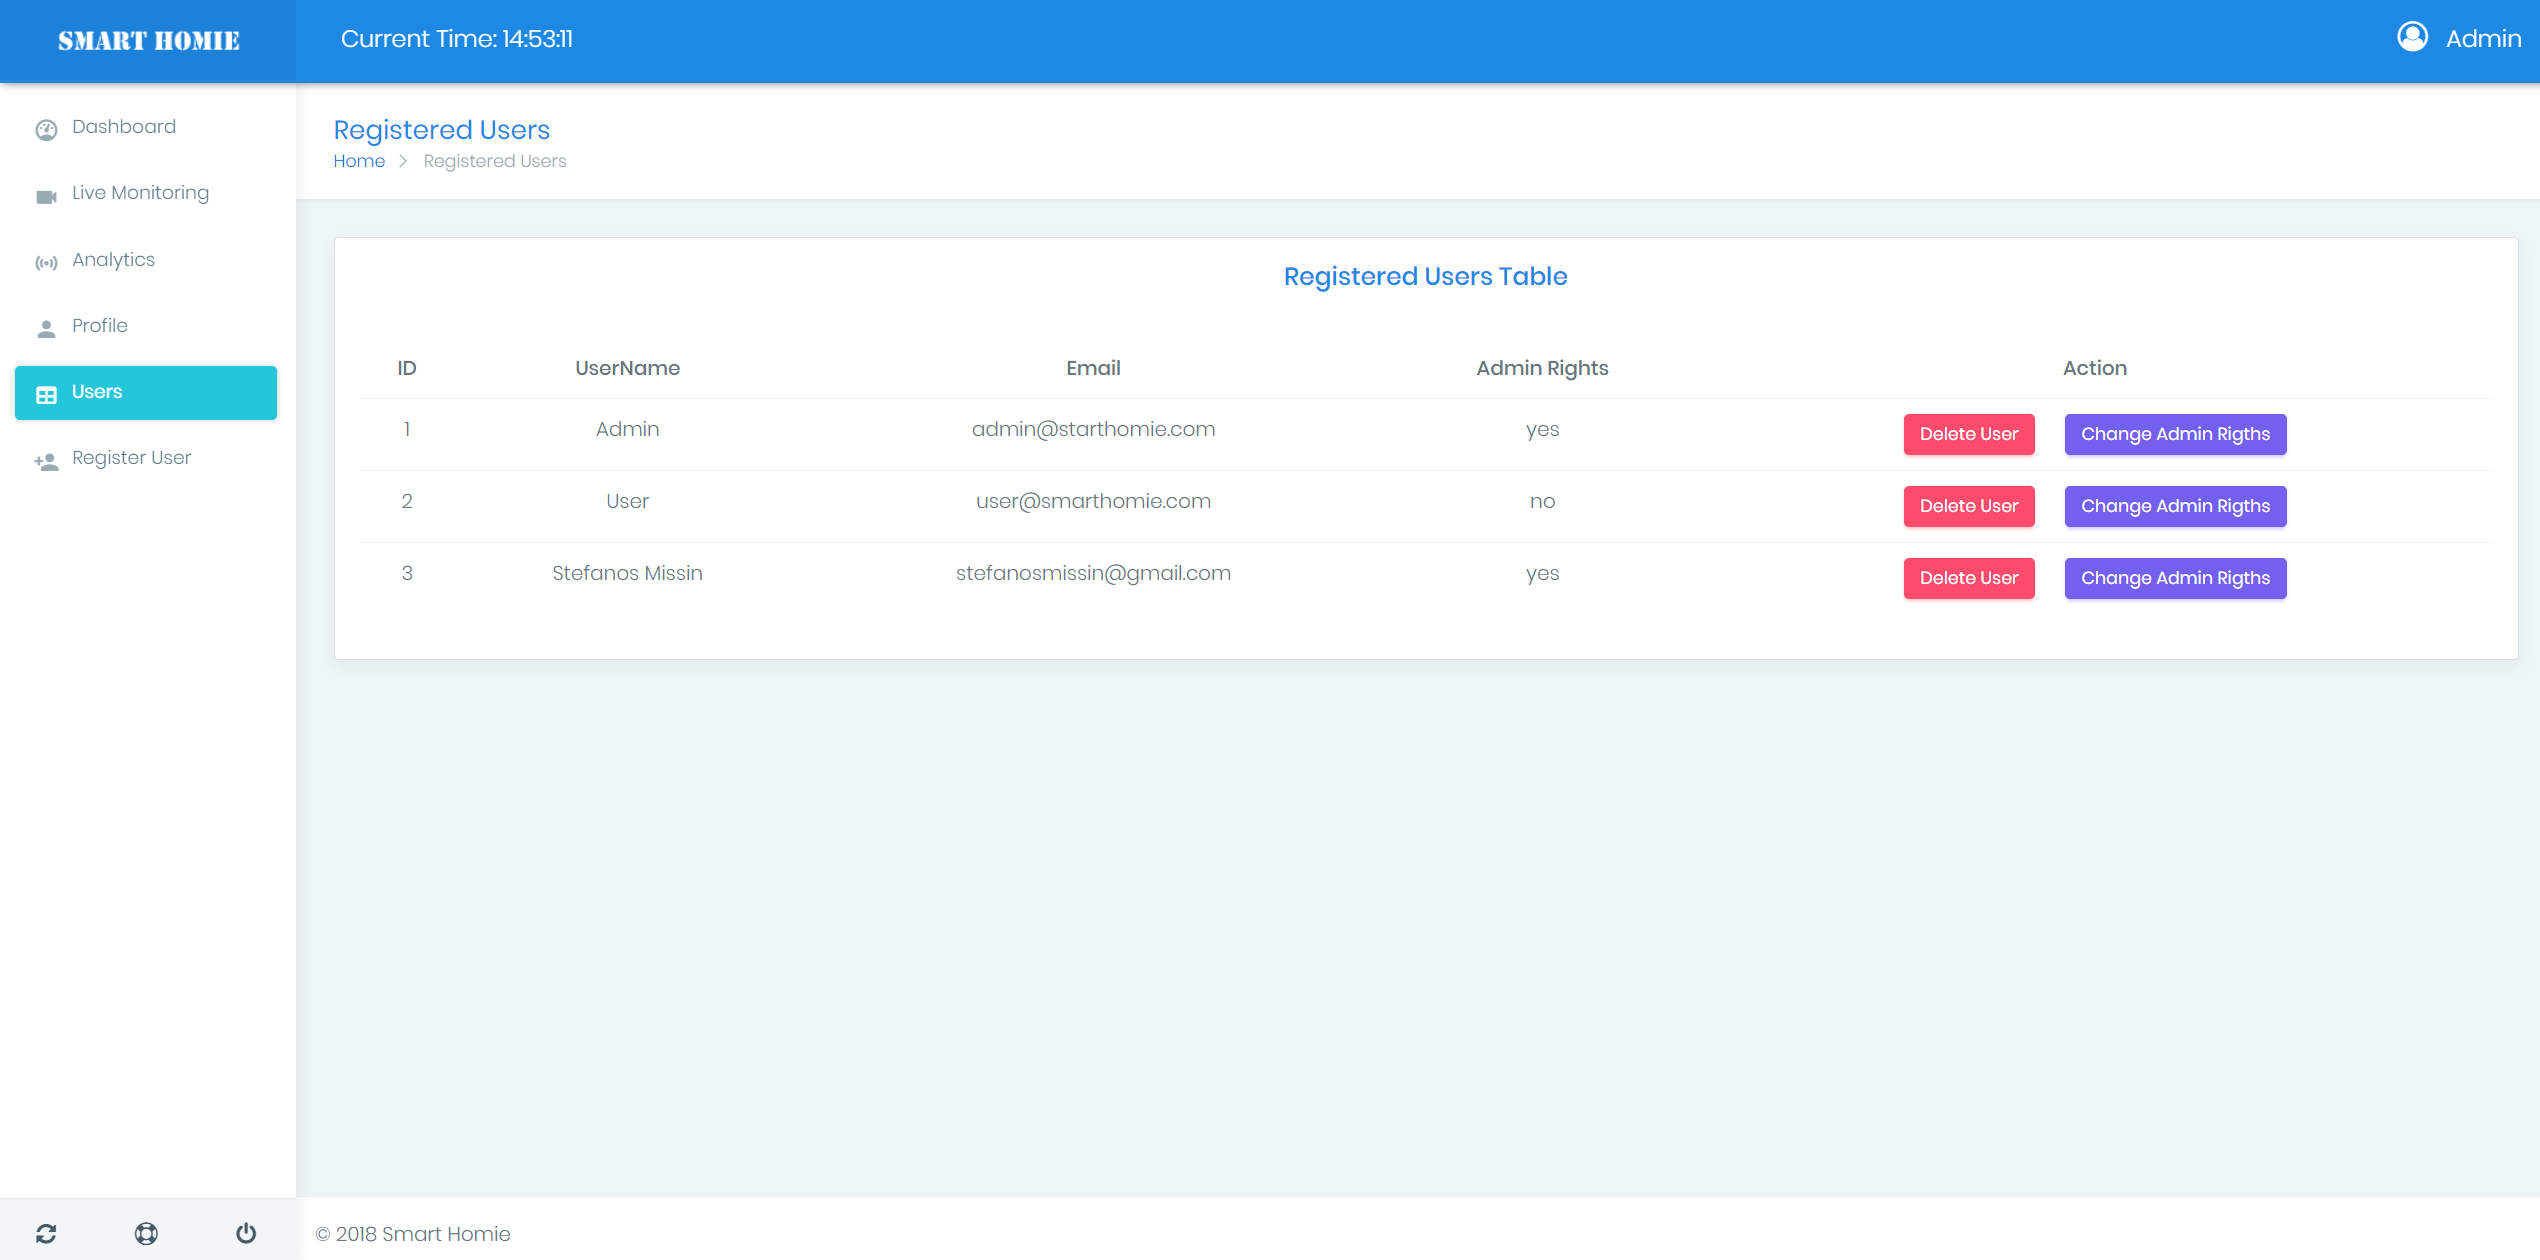 SMART HOMIE
Current Time: 14:53:11
Admin
Dashboard
Live Monitoring
Analytics
Profile
Users
Register User
Registered Users
Home > Registered Users
Registered Users Table
ID UserName Email Admin Rights Action
1 Admin admin@starthomie.com yes Delete User Change Admin Rigths
2 User user@smarthomie.com no Delete User Change Admin Rigths
3 Stefanos Missin stefanosmissin@gmail.com yes Delete User Change Admin Rigths
© 2018 Smart Homie